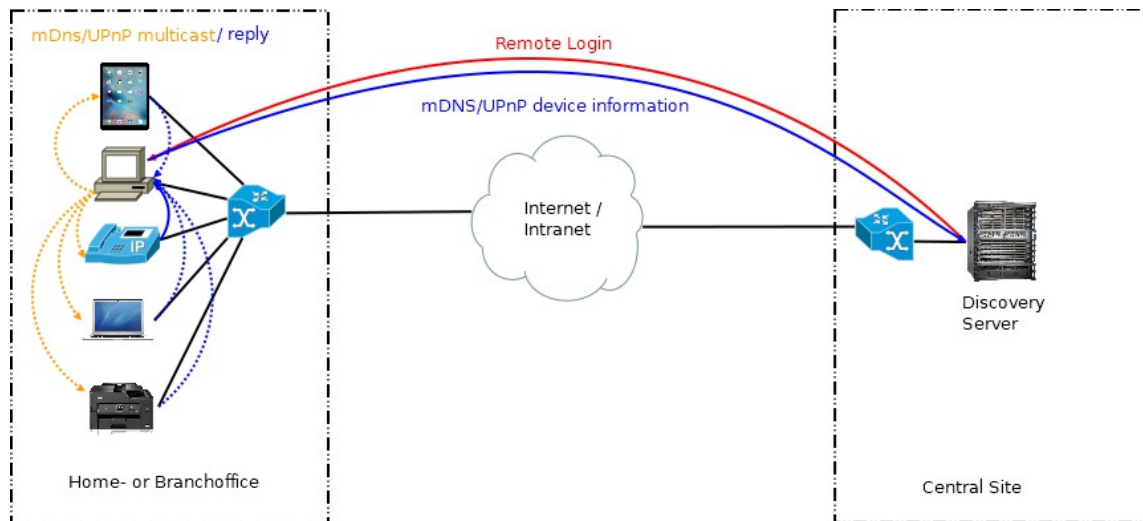 mDns/UPnP multicast/ reply
Remote Login
mDNS/UPnP device information
IP
Internet /
Intranet
Discovery
Server
Home- or Branchoffice
Central Site